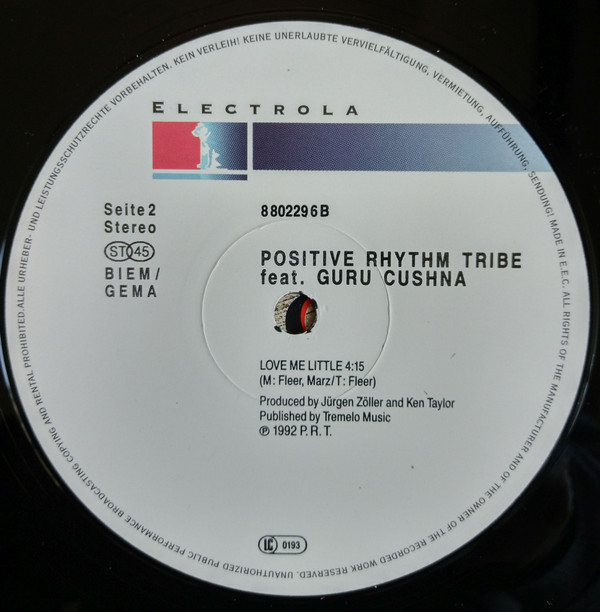 ELECTROLA
Seite 2
Stereo
ST 45
BIEM/
GEMA
8802296B
POSITIVE RHYTHM TRIBE
feat. GURU CUSHNA
LOVE ME LITTLE 4:15
(M: Fleer, Marz/T: Fleer)
Produced by Jürgen Zöller and Ken Taylor
Published by Tremelo Music
℗ 1992 P. R. T.
LC 0193
ALLE URHEBER- UND LEISTUNGSSCHUTZRECHTE VORBEHALTEN. KEIN VERLEIH! KEINE UNERLAUBTE VERVIELFÄLTIGUNG, VERMIETUNG, AUFFÜHRUNG, SENDUNG! MADE IN E.E.C. ALL RIGHTS OF THE MANUFACTURER AND OF THE OWNER OF THE RECORDED WORK RESERVED. UNAUTHORIZED PUBLIC PERFORMANCE BROADCASTING COPYING AND RENTAL PROHIBITED.